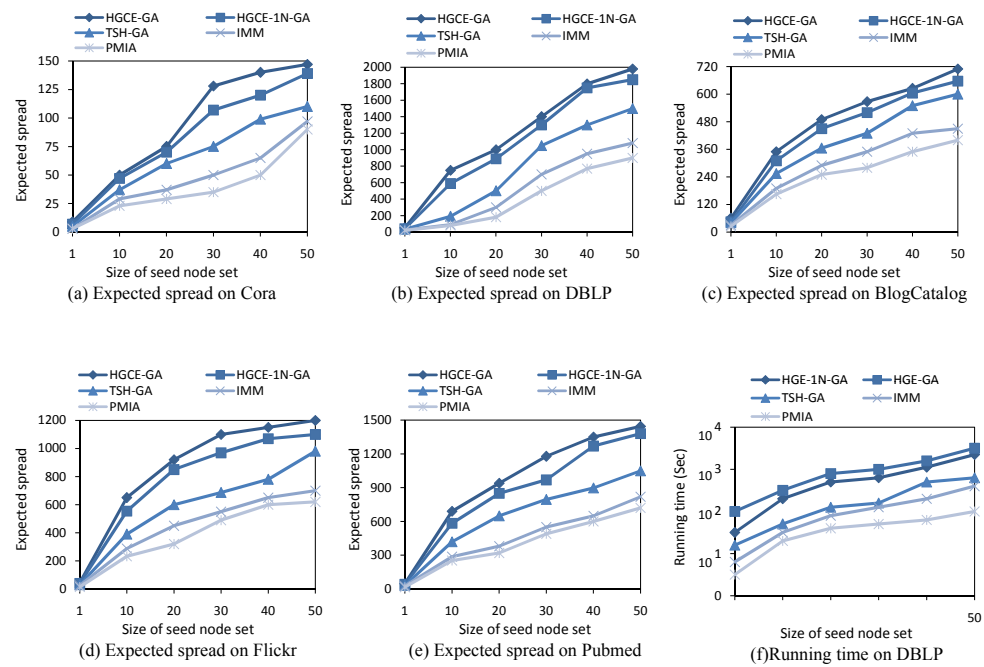 HGCE-GA HGCE-1N-GA
TSH-GA IMM
PMIA
150
125
100
75
50
25
0
Expected spread
1 10 20 30 40 50
Size of seed node set
(a) Expected spread on Cora
HGCE-GA HGCE-1N-GA
TSH-GA IMM
PMIA
2000
1800
1600
1400
1200
1000
800
600
400
200
0
Expected spread
1 10 20 30 40 50
Size of seed node set
(b) Expected spread on DBLP
HGCE-GA HGCE-1N-GA
TSH-GA IMM
PMIA
720
600
480
360
240
120
0
Expected spread
1 10 20 30 40 50
Size of seed node set
(c) Expected spread on BlogCatalog
HGCE-GA HGCE-1N-GA
TSH-GA IMM
PMIA
1200
1000
800
600
400
200
0
Expected spread
1 10 20 30 40 50
Size of seed node set
(d) Expected spread on Flickr
HGCE-GA HGCE-1N-GA
TSH-GA IMM
PMIA
1500
1200
900
600
300
0
Expected spread
1 10 20 30 40 50
Size of seed node set
(e) Expected spread on Pubmed
HGE-1N-GA HGE-GA
TSH-GA IMM
PMIA
10 4
10 3
10 2
10 1
0
Running time (Sec)
50
Size of seed node set
(f)Running time on DBLP